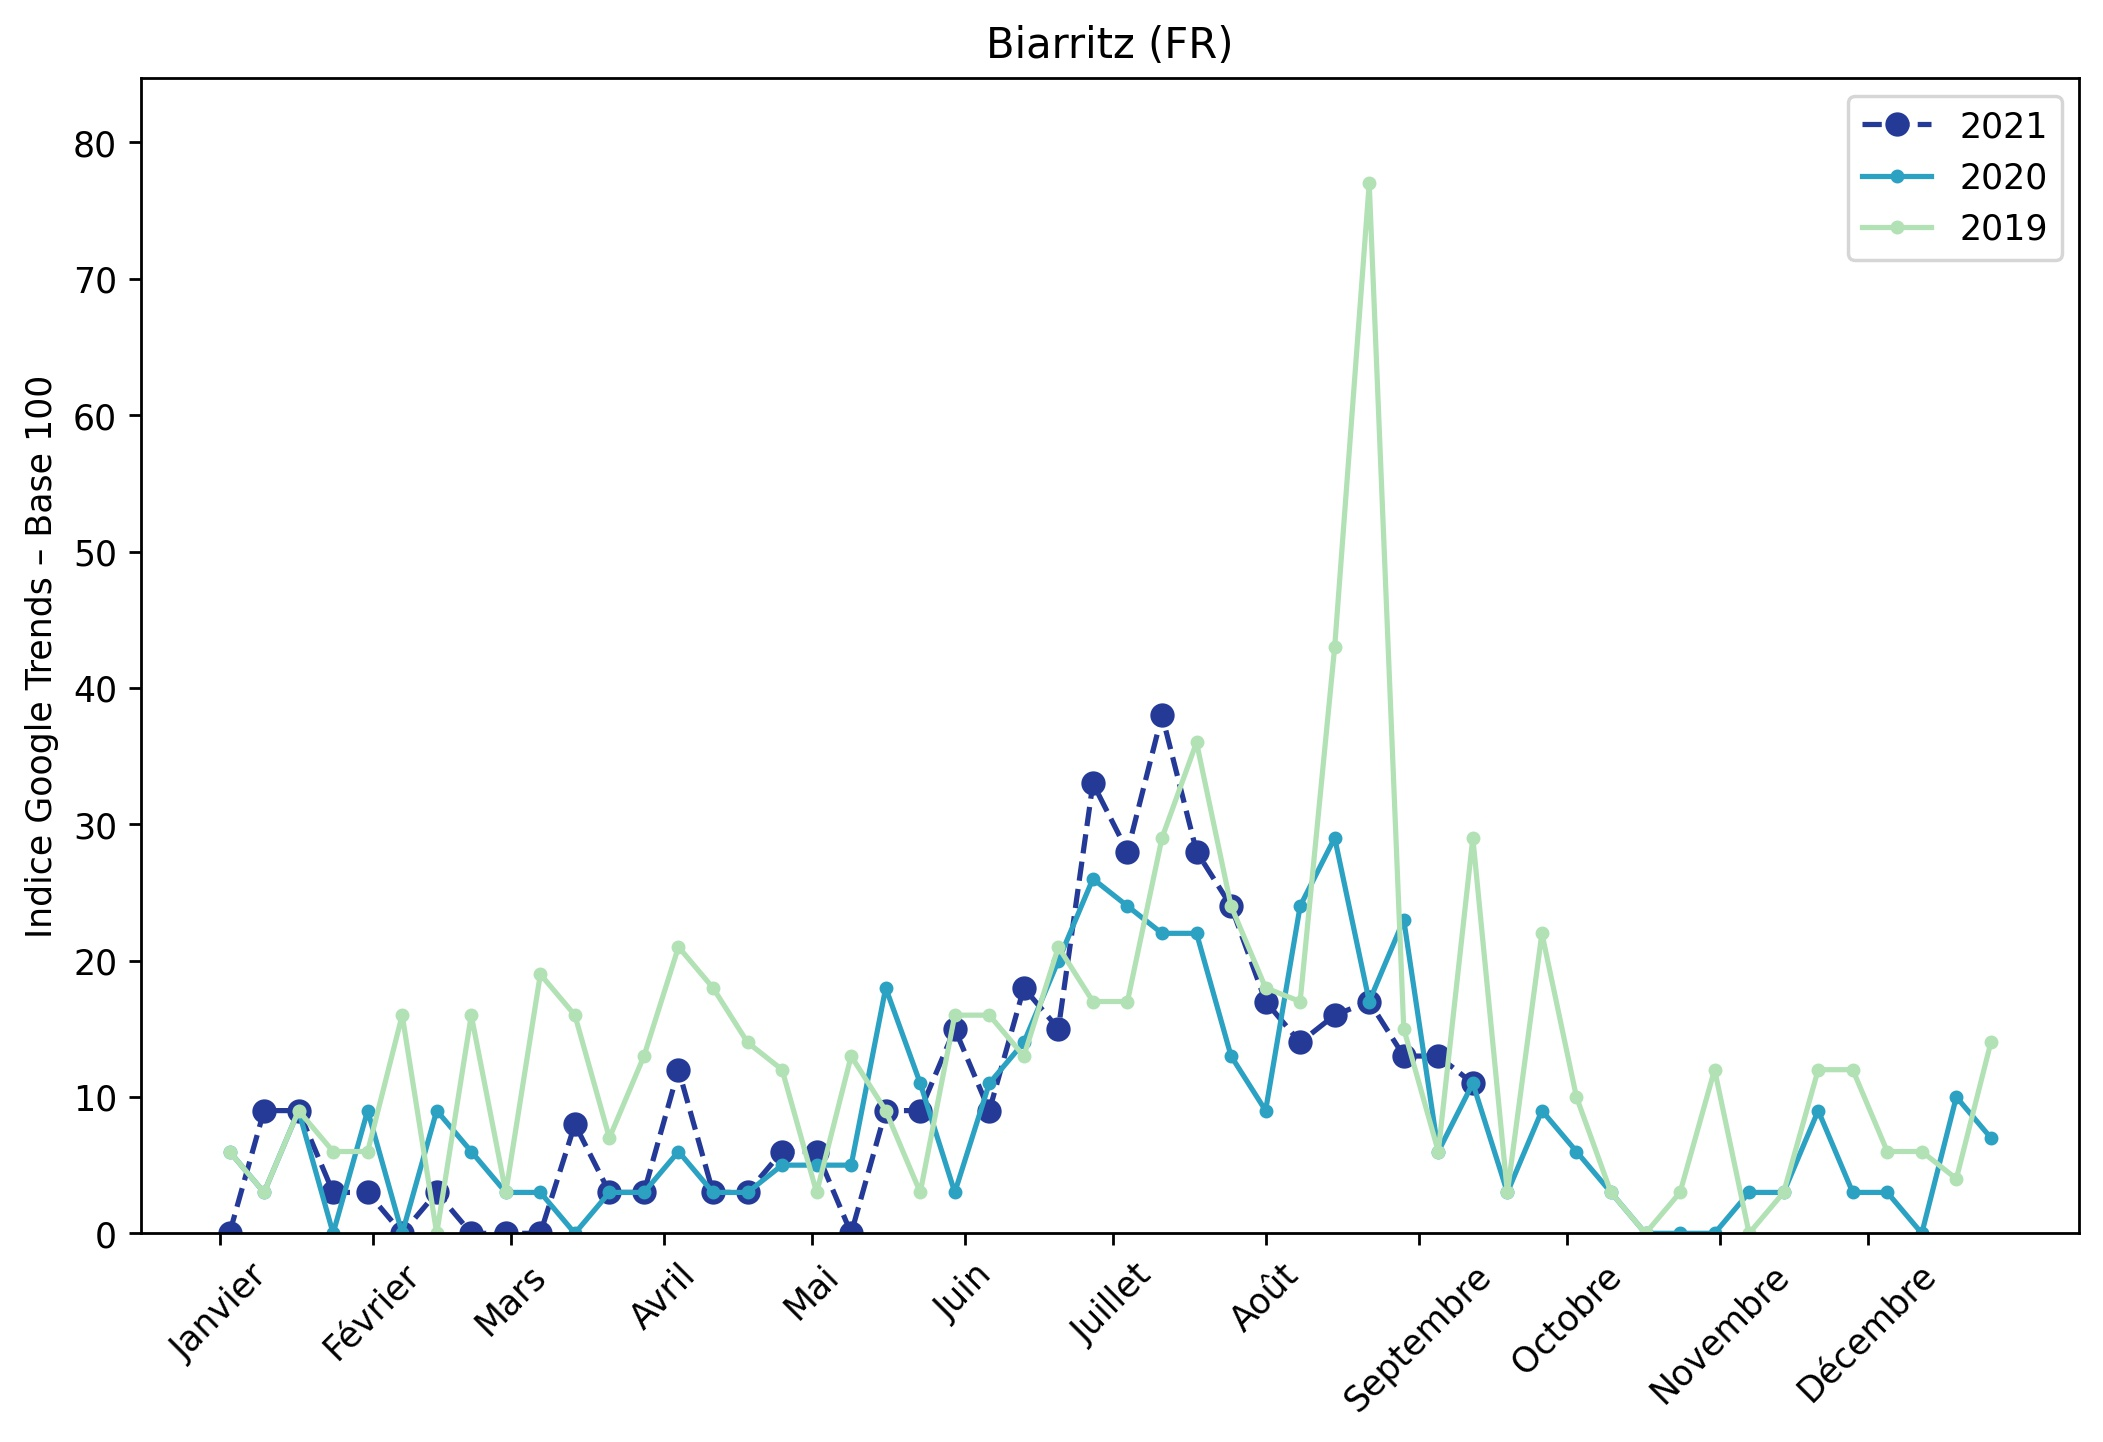 Biarritz (FR)
2021
2020
2019
Indice Google Trends – Base 100
80
70
60
50
40
30
20
10
0
Janvier
Février
Mars
Avril
Mai
Juin
Juillet
Août
Septembre
Octobre
Novembre
Décembre